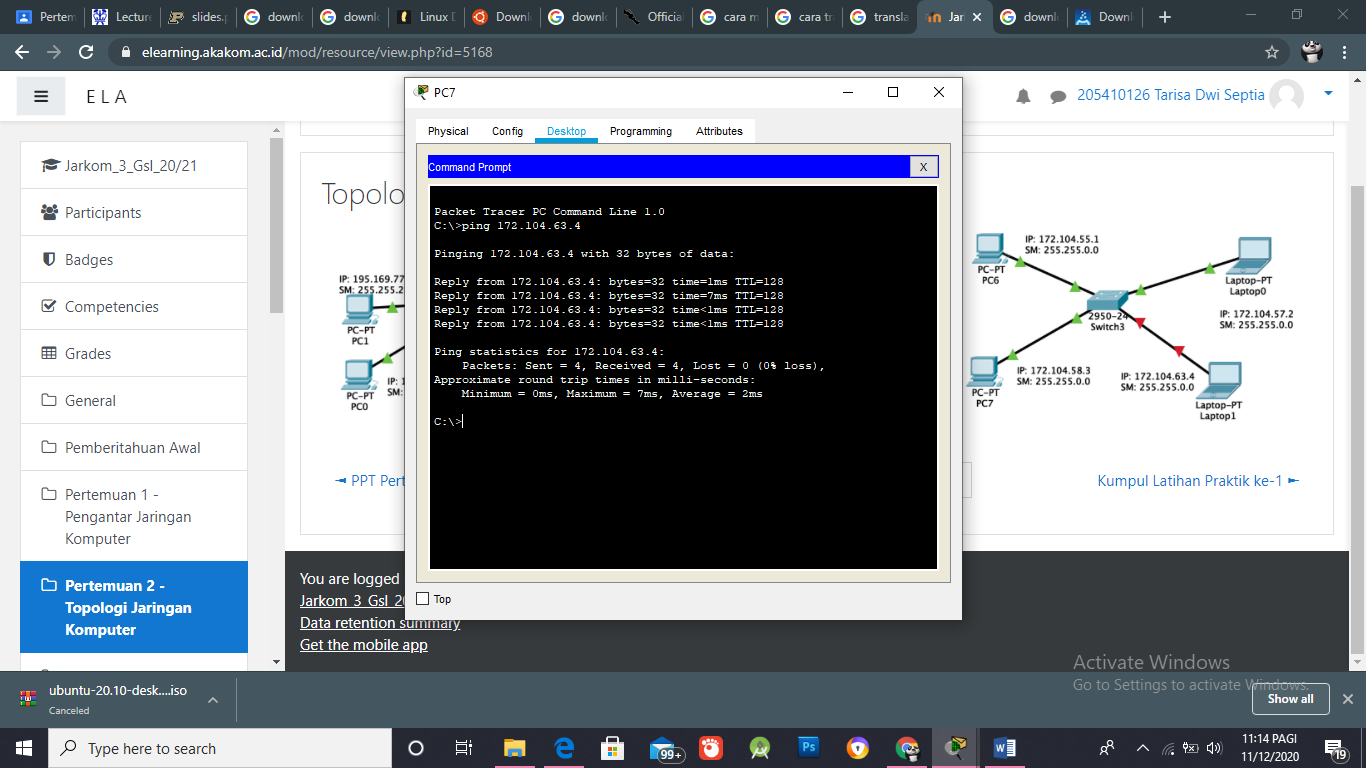 Pertem
Lecture
slides.p
downlo
downlo
Linux D
Downl
downlo
Official
cara m
cara tr
transla
Jar
downl
Downl
elearning.akakom.ac.id/mod/resource/view.php?id=5168
E L A
205410126 Tarisa Dwi Septia
Jarkom_3_Gsl_20/21
Participants
Badges
Competencies
Grades
General
Pemberitahuan Awal
Pertemuan 1 -
Pengantar Jaringan
Komputer
Pertemuan 2 -
Topologi Jaringan
Komputer
Topolo
IP: 195.169.77
SM: 255.255.2
PC-PT
PC1
PC-PT
PC0
IP: 1
SM:
PPT Pert
PC7
Physical
Config
Desktop
Programming
Attributes
Command Prompt
X
Packet Tracer PC Command Line 1.0
C:\>ping 172.104.63.4
Pinging 172.104.63.4 with 32 bytes of data:
Reply from 172.104.63.4: bytes=32 time=1ms TTL=128
Reply from 172.104.63.4: bytes=32 time=7ms TTL=128
Reply from 172.104.63.4: bytes=32 time<1ms TTL=128
Reply from 172.104.63.4: bytes=32 time<1ms TTL=128
Ping statistics for 172.104.63.4:
Packets: Sent = 4, Received = 4, Lost = 0 (0% loss),
Approximate round trip times in milli-seconds:
Minimum = 0ms, Maximum = 7ms, Average = 2ms
C:\>
Top
IP: 172.104.55.1
SM: 255.255.0.0
PC-PT
PC6
Laptop-PT
Laptop0
2950-24
Switch3
IP: 172.104.57.2
SM: 255.255.0.0
IP: 172.104.58.3
SM: 255.255.0.0
PC-PT
PC7
IP: 172.104.63.4
SM: 255.255.0.0
Laptop-PT
Laptop1
Kumpul Latihan Praktik ke-1
You are logged
Jarkom_3_Gsl_20
Data retention summary
Get the mobile app
Activate Windows
Go to Settings to activate Windows.
ubuntu-20.10-desk....iso
Canceled
Show all
Type here to search
99+
Ps
11:14 PAGI
11/12/2020
19